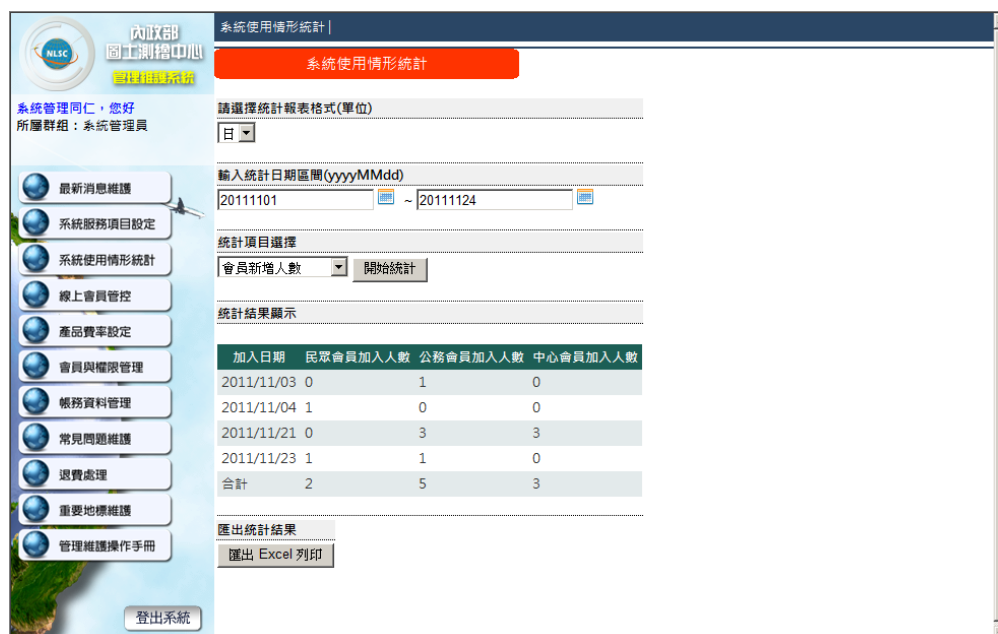 內政部
國土測繪中心
NLSC
管理維護系統
系統管理同仁，您好
所屬群組：系統管理員
最新消息維護
系統服務項目設定
系統使用情形統計
線上會員管控
產品費率設定
會員與權限管理
帳務資料管理
常見問題維護
退費處理
重要地標維護
管理維護操作手冊
登出系統
系統使用情形統計|
系統使用情形統計
請選擇統計報表格式(單位)
日
輸入統計日期區間(yyyyMMdd)
20111101 ~ 20111124
統計項目選擇
會員新增人數 開始統計
統計結果顯示
加入日期 民眾會員加入人數 公務會員加入人數 中心會員加入人數
2011/11/03 0 1 0
2011/11/04 1 0 0
2011/11/21 0 3 3
2011/11/23 1 1 0
合計 2 5 3
匯出統計結果
匯出 Excel 列印